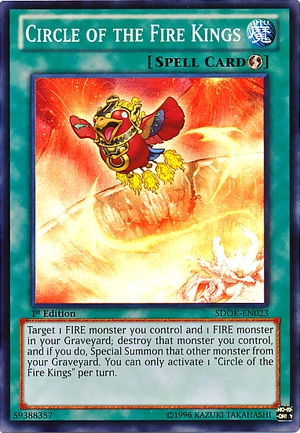 CIRCLE OF THE FIRE KINGS
魔
[SPELL CARD]
1st Edition
SDOK-EN023
Target 1 FIRE monster you control and 1 FIRE monster
in your Graveyard; destroy that monster you control,
and if you do, Special Summon that other monster
from your Graveyard. You can only activate 1 "Circle of
the Fire Kings" per turn.
59388357
©1996 KAZUKI TAKAHASHI